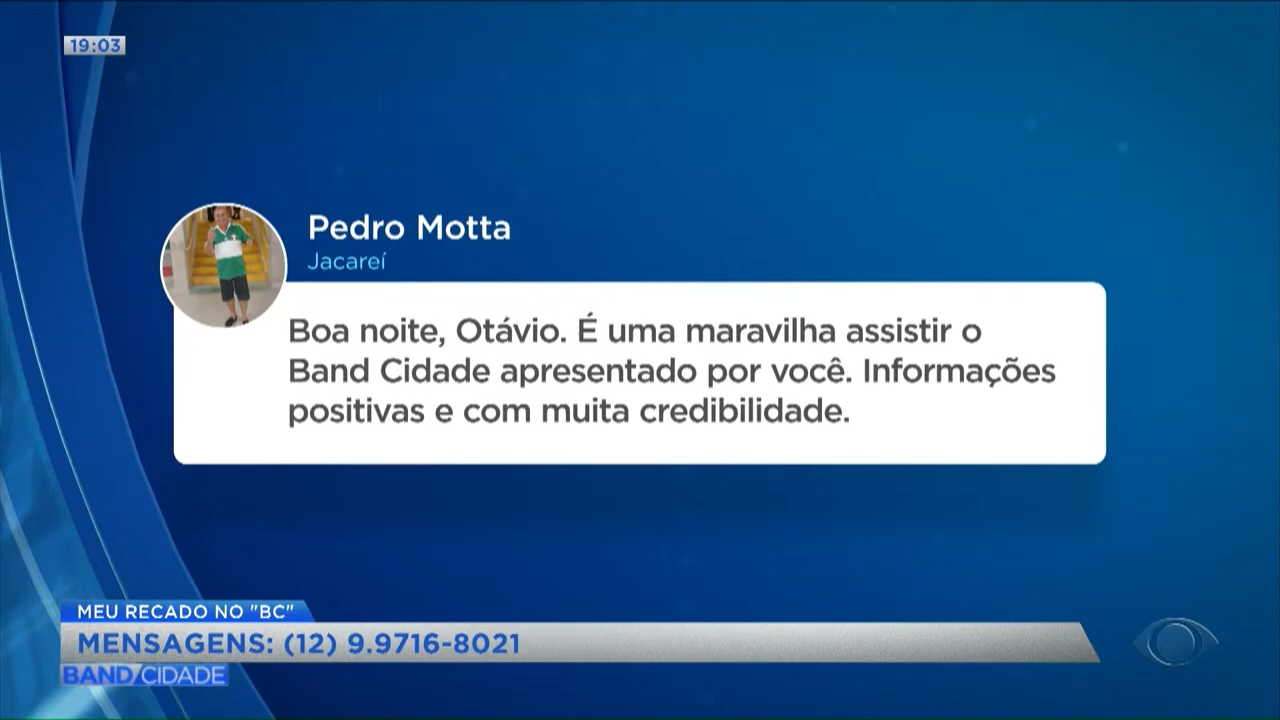 19:03
Pedro Motta
Jacareí
Boa noite, Otávio. É uma maravilha assistir o
Band Cidade apresentado por você. Informações
positivas e com muita credibilidade.
MEU RECADO NO "BC"
MENSAGENS: (12) 9.9716-8021
BAND/CIDADE